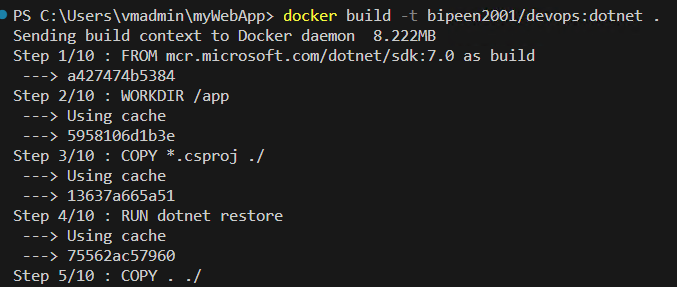 PS C:\Users\vmadmin\myWebApp> docker build -t bipeen2001/devops:dotnet .
Sending build context to Docker daemon  8.222MB
Step 1/10 : FROM mcr.microsoft.com/dotnet/sdk:7.0 as build
 ---> a427474b5384
Step 2/10 : WORKDIR /app
 ---> Using cache
 ---> 5958106d1b3e
Step 3/10 : COPY *.csproj ./
 ---> Using cache
 ---> 13637a665a51
Step 4/10 : RUN dotnet restore
 ---> Using cache
 ---> 75562ac57960
Step 5/10 : COPY . ./